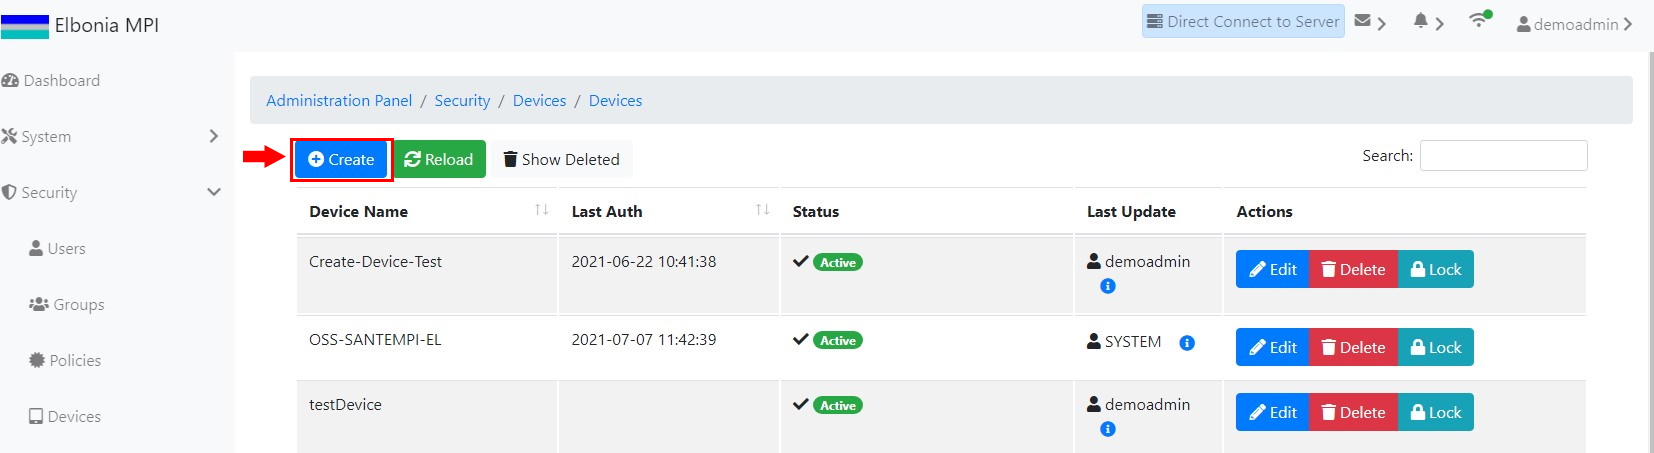 Elbonia MPI
Direct Connect to Server
demoadmin
Dashboard
System
Security
Users
Groups
Policies
Devices
Administration Panel / Security / Devices / Devices
Create Reload Show Deleted
Search:
Device Name Last Auth Status Last Update Actions
Create-Device-Test 2021-06-22 10:41:38 Active demoadmin Edit Delete Lock
OSS-SANTEMPI-EL 2021-07-07 11:42:39 Active SYSTEM Edit Delete Lock
testDevice Active demoadmin Edit Delete Lock